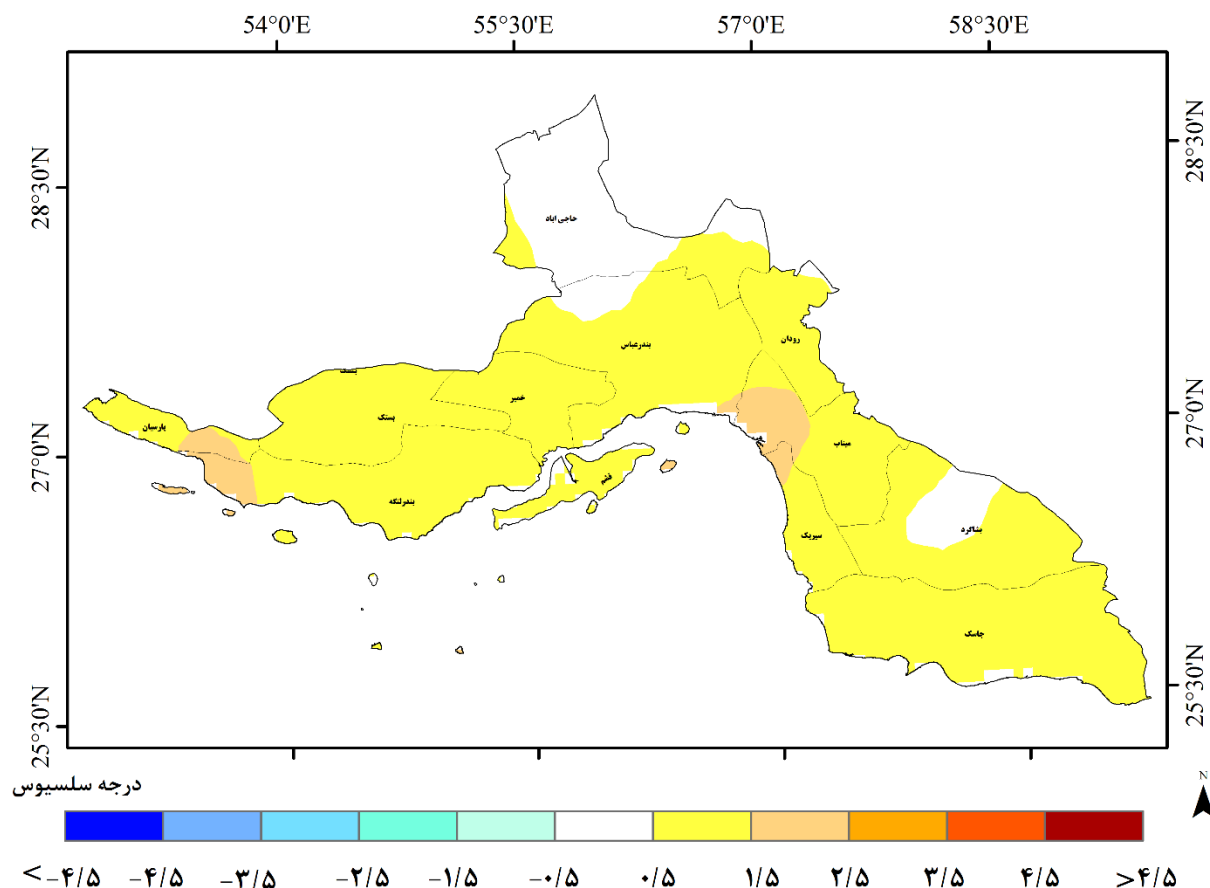 54°0'E 55°30'E 57°0'E 58°30'E
28°30'N
28°30'N
27°0'N
27°0'N
25°30'N
25°30'N
حاجی اباد
بندرعباس
رودان
بستک
خمیر
بستک
پارسیان
میناب
قشم
بندرلنگه
بشاگرد
سیریک
جاسک
درجه سلسیوس
N
< -۴/۵ -۴/۵ -۳/۵ -۲/۵ -۱/۵ -۰/۵ ۰/۵ ۱/۵ ۲/۵ ۳/۵ ۴/۵ >۴/۵